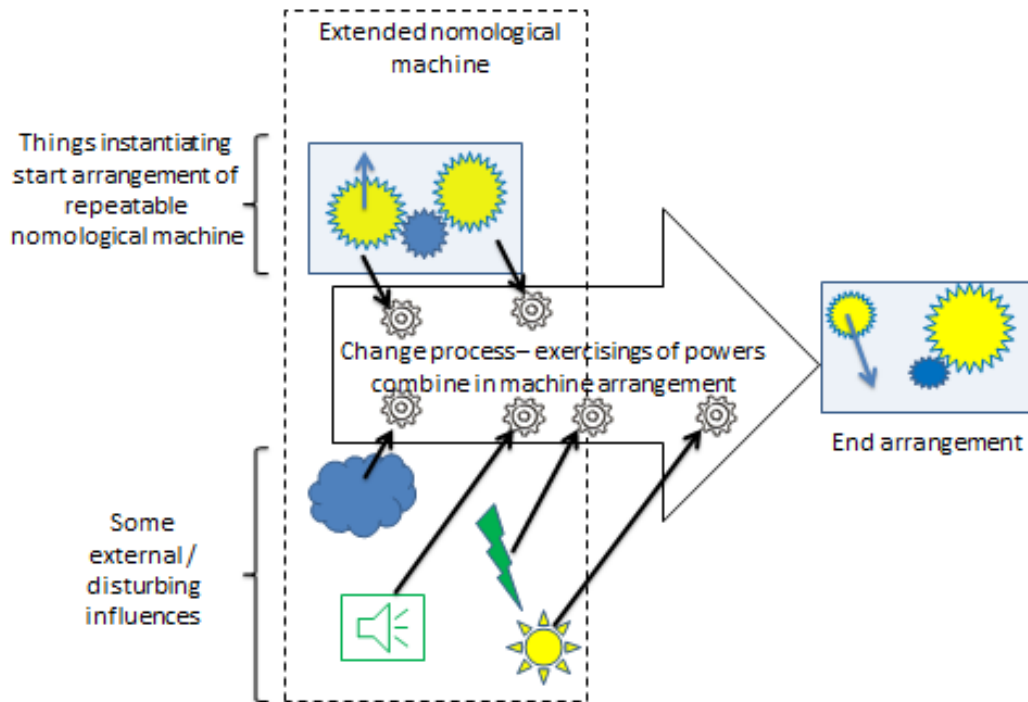 Extended nomological
machine
Things instantiating
start arrangement of
repeatable
nomological machine
Change process– exercisings of powers
combine in machine arrangement
End arrangement
Some
external /
disturbing
influences